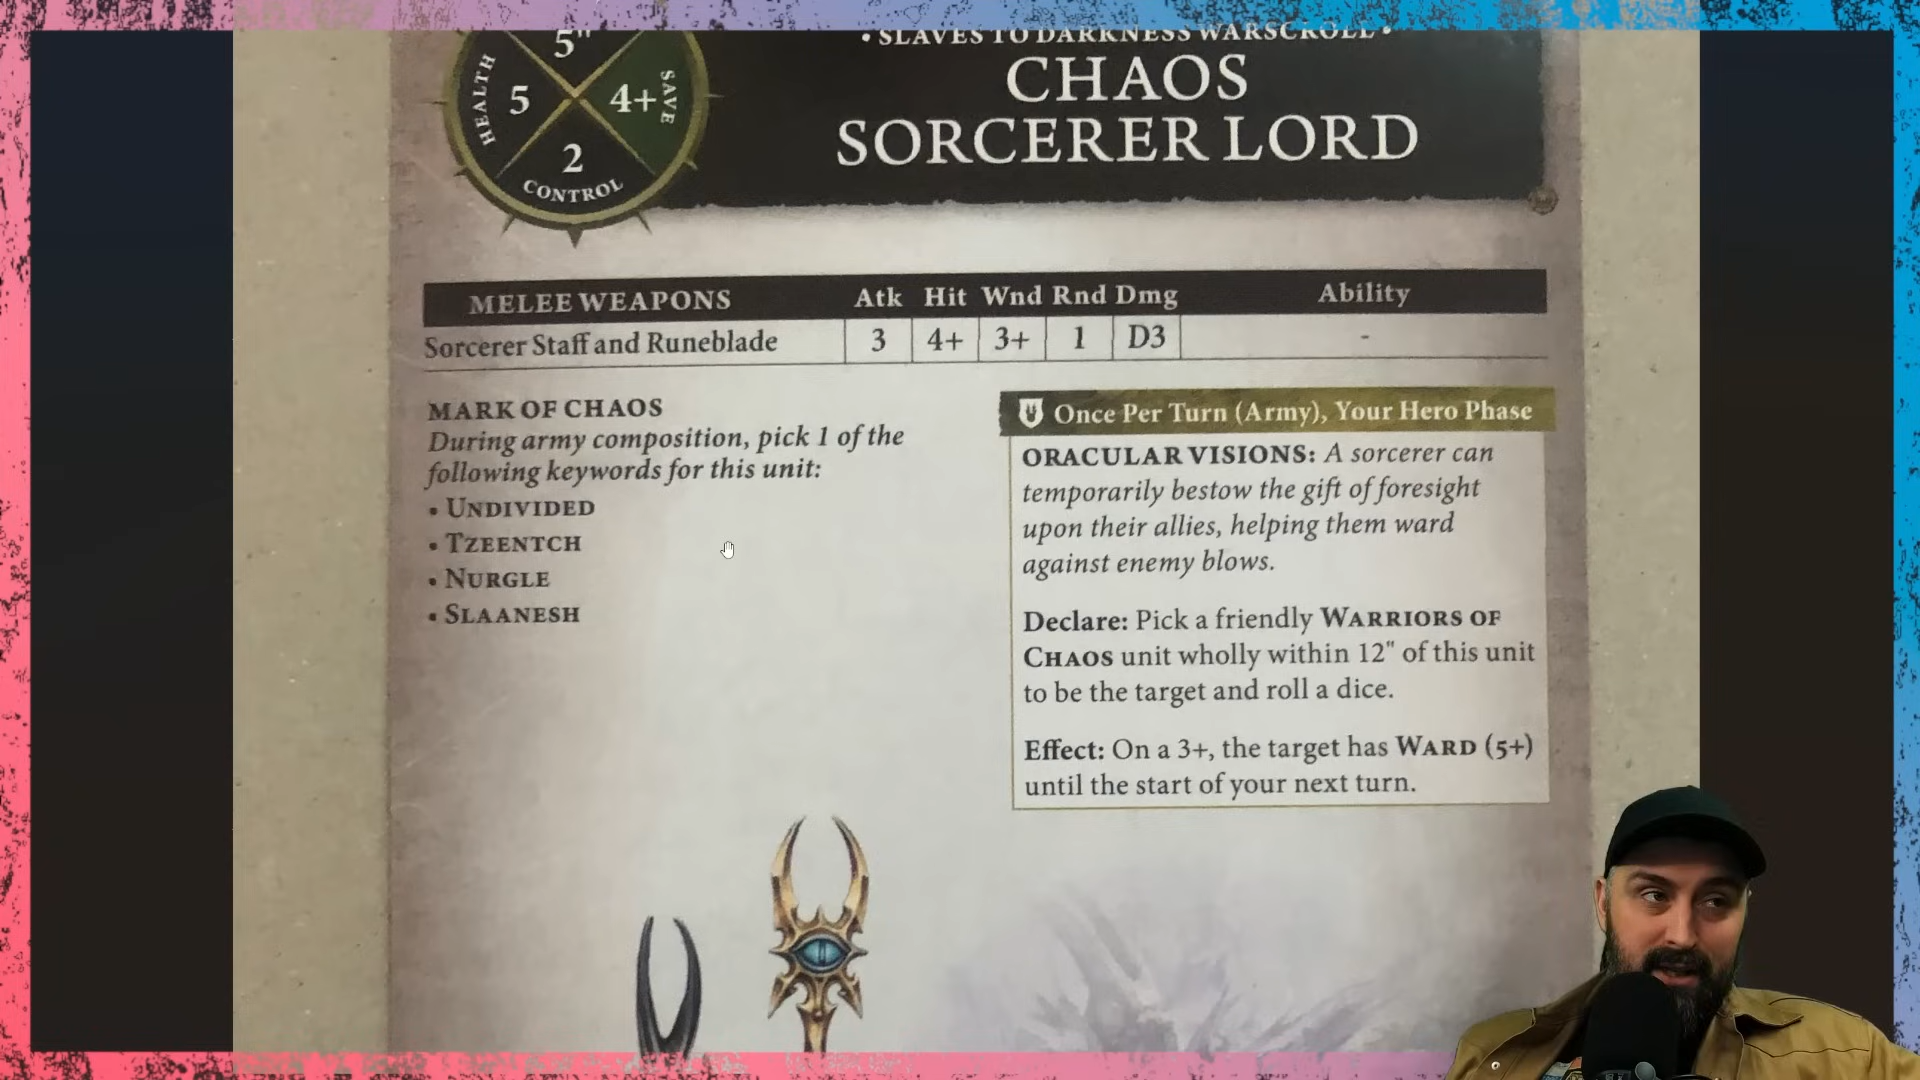 • SLAVES TO DARKNESS WARSCROLL •
CHAOS
SORCERER LORD
5"
HEALTH
5
4+
SAVE
2
CONTROL
MELEE WEAPONS Atk Hit Wnd Rnd Dmg Ability
Sorcerer Staff and Runeblade 3 4+ 3+ 1 D3 -
MARK OF CHAOS
During army composition, pick 1 of the
following keywords for this unit:
• UNDIVIDED
• TZEENTCH
• NURGLE
• SLAANESH
Once Per Turn (Army), Your Hero Phase
ORACULAR VISIONS: A sorcerer can
temporarily bestow the gift of foresight
upon their allies, helping them ward
against enemy blows.
Declare: Pick a friendly WARRIORS OF
CHAOS unit wholly within 12" of this unit
to be the target and roll a dice.
Effect: On a 3+, the target has WARD (5+)
until the start of your next turn.